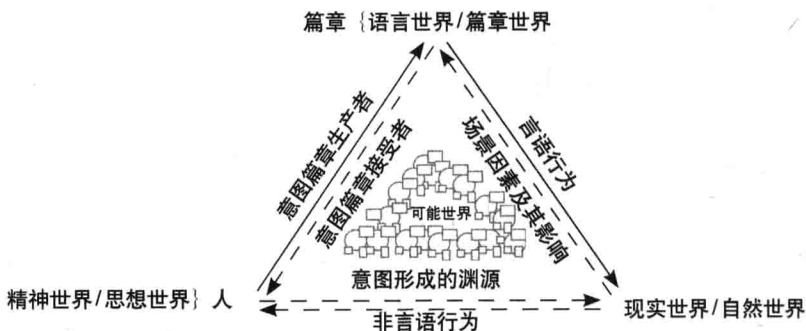 篇章{语言世界/篇章世界
意图篇章生产者
意图篇章接受者
场景因素及其影响
言语行为
可能世界
意图形成的渊源
精神世界/思想世界}人
现实世界/自然世界
非言语行为